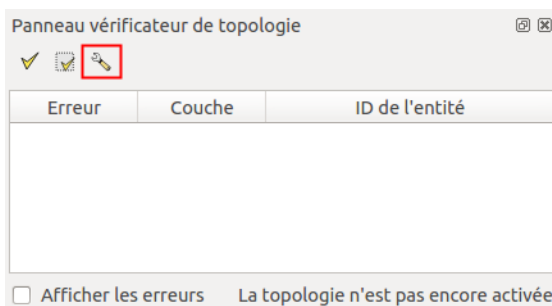 Panneau vérificateur de topologie
Erreur Couche ID de l'entité
Afficher les erreurs La topologie n'est pas encore activée